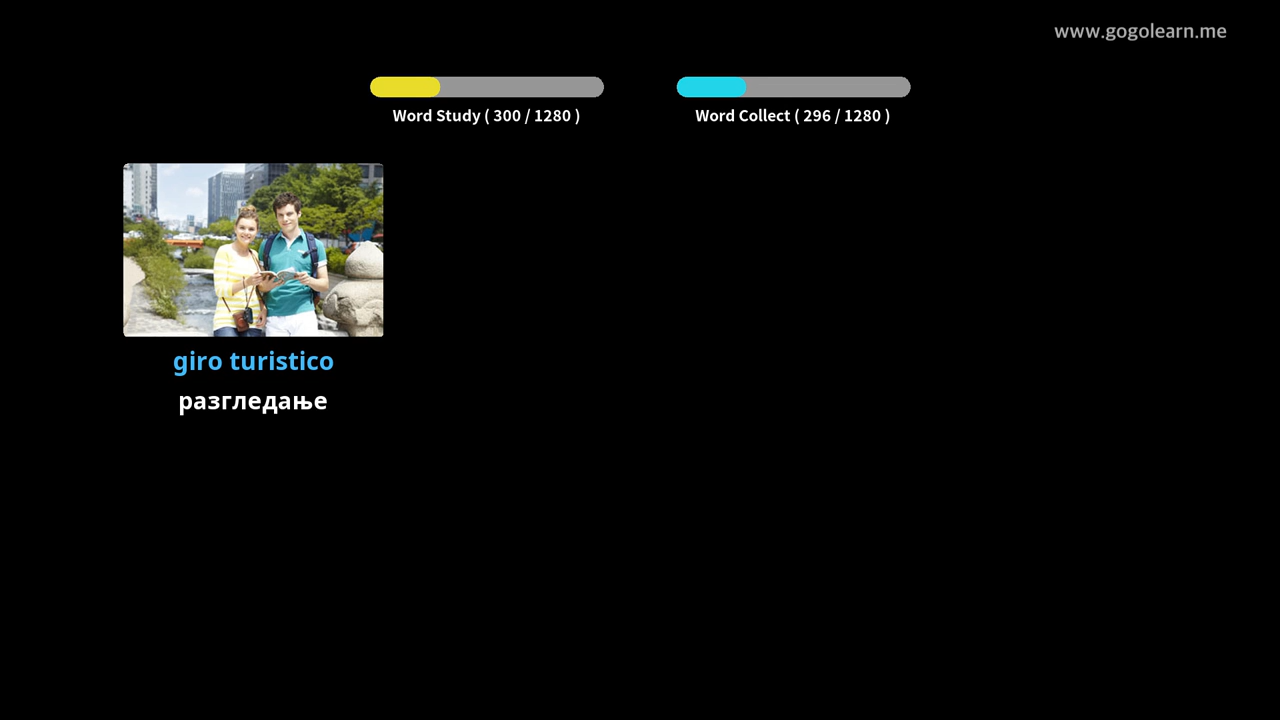 www.gogolearn.me
Word Study ( 300 / 1280 )
Word Collect ( 296 / 1280 )
giro turistico
разгледање